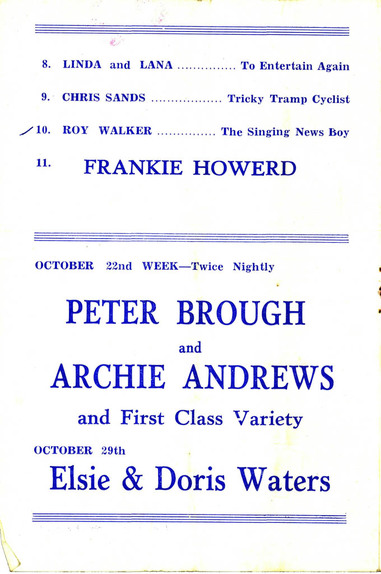 8. LINDA and LANA ............... To Entertain Again
9. CHRIS SANDS .................. Tricky Tramp Cyclist
10. ROY WALKER ............... The Singing News Boy
11. FRANKIE HOWERD
OCTOBER 22nd WEEK—Twice Nightly
PETER BROUGH
and
ARCHIE ANDREWS
and First Class Variety
OCTOBER 29th
Elsie & Doris Waters